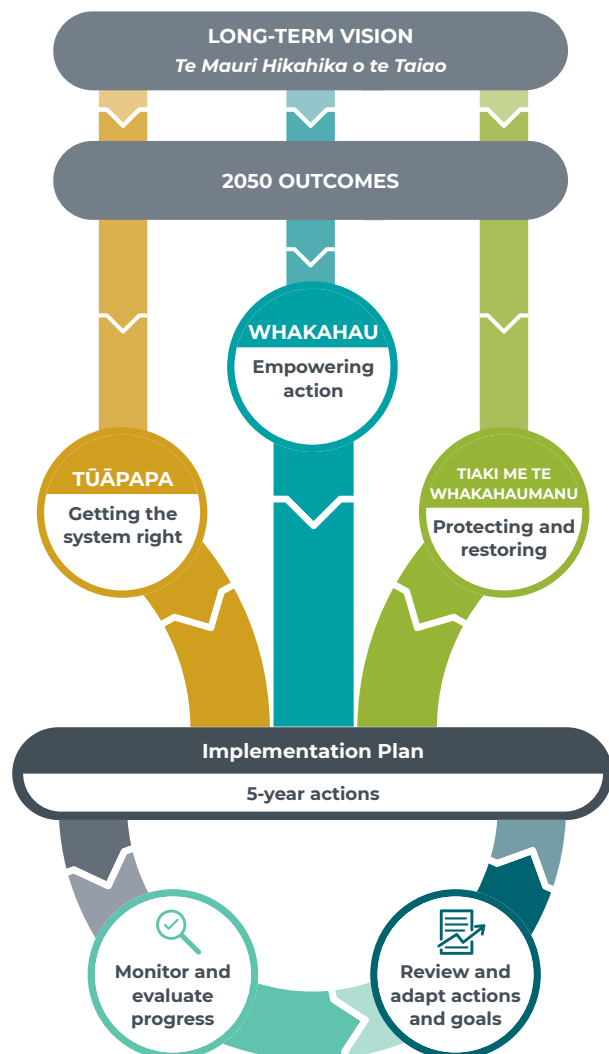 LONG-TERM VISION
Te Mauri Hikahika o te Taiao
2050 OUTCOMES
WHAKAHAU
Empowering
action
TŪĀPAPA
Getting the
system right
TIAKI ME TE
WHAKAHAUMANU
Protecting and
restoring
Implementation Plan
5-year actions
Monitor and
evaluate
progress
Review and
adapt actions
and goals